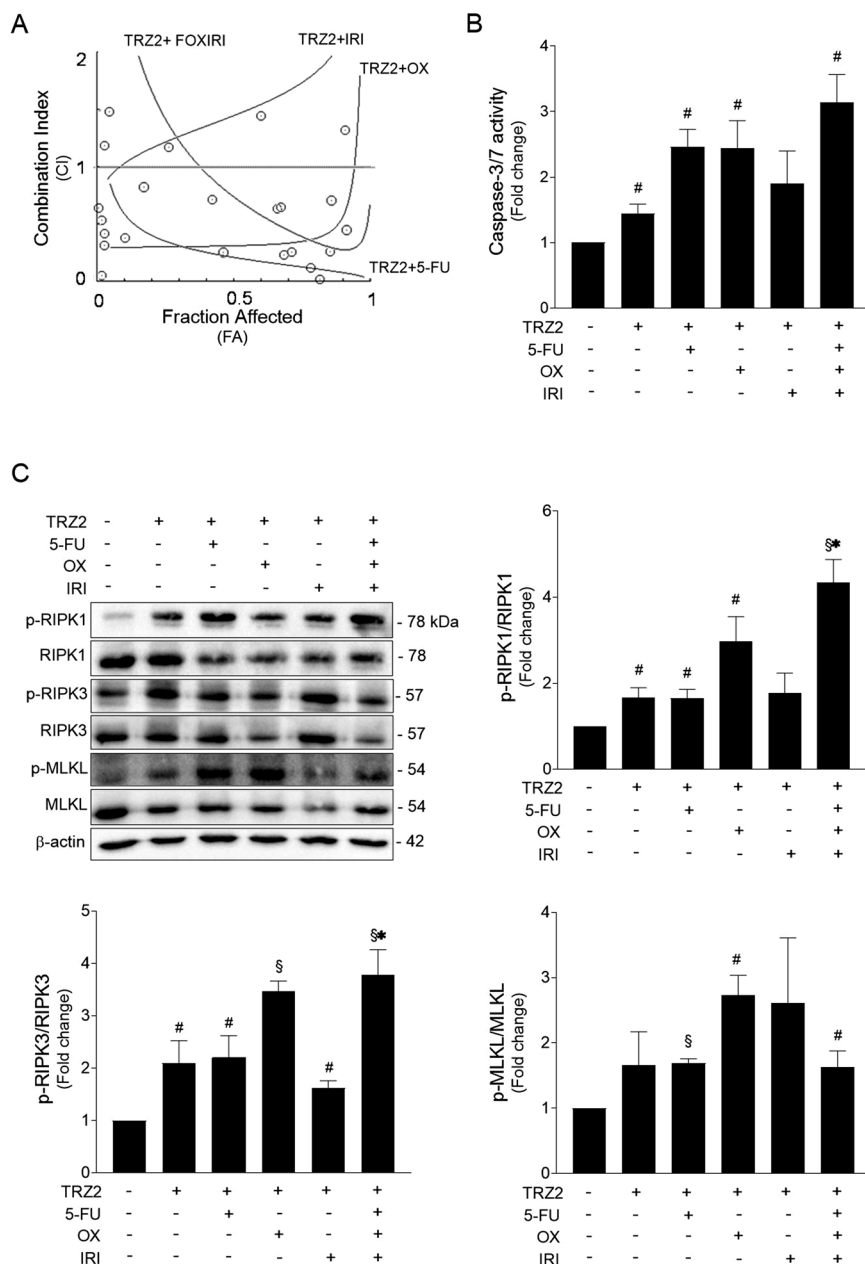 A
TRZ2+ FOXIRI
TRZ2+IRI
TRZ2+OX
TRZ2+5-FU
Combination Index
(CI)
2
1
0
0 0.5 1
Fraction Affected
(FA)
B
Caspase-3/7 activity
(Fold change)
4
3
2
1
0
# # # #
TRZ2 - + + + + +
5-FU - - + - - +
OX - - - + - +
IRI - - - - + +
C
TRZ2 - + + + + +
5-FU - - + - - +
OX - - - + - +
IRI - - - - + +
p-RIPK1 - 78 kDa
RIPK1 - 78
p-RIPK3 - 57
RIPK3 - 57
p-MLKL - 54
MLKL - 54
β-actin - 42
p-RIPK1/RIPK1
(Fold change)
6
4
2
0
# # # §*
TRZ2 - + + + + +
5-FU - - + - - +
OX - - - + - +
IRI - - - - + +
p-RIPK3/RIPK3
(Fold change)
5
4
3
2
1
0
# # § # §*
TRZ2 - + + + + +
5-FU - - + - - +
OX - - - + - +
IRI - - - - + +
p-MLKL/MLKL
(Fold change)
4
3
2
1
0
§ # #
TRZ2 - + + + + +
5-FU - - + - - +
OX - - - + - +
IRI - - - - + +